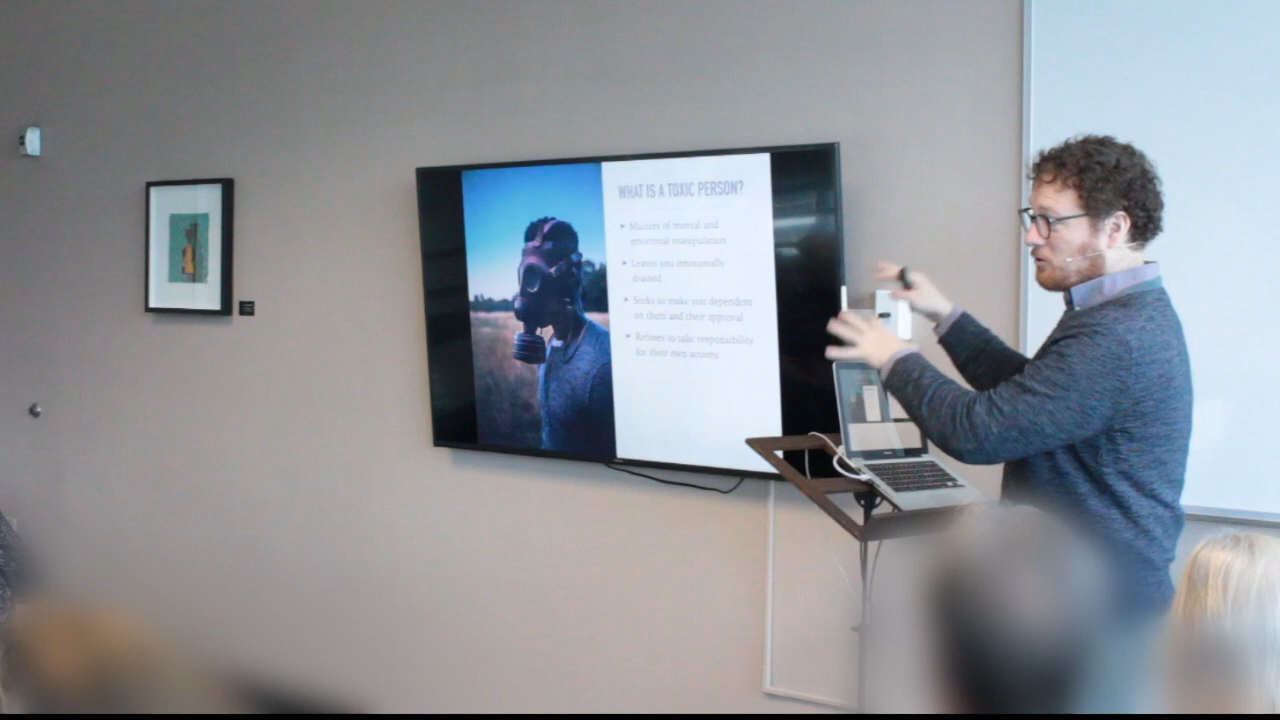 WHAT IS A TOXIC PERSON?
➤ Masters of mental and
emotional manipulation
➤ Leaves you emotionally
drained
➤ Seeks to make you dependent
on them and their approval
➤ Refuses to take responsibility
for their own actions